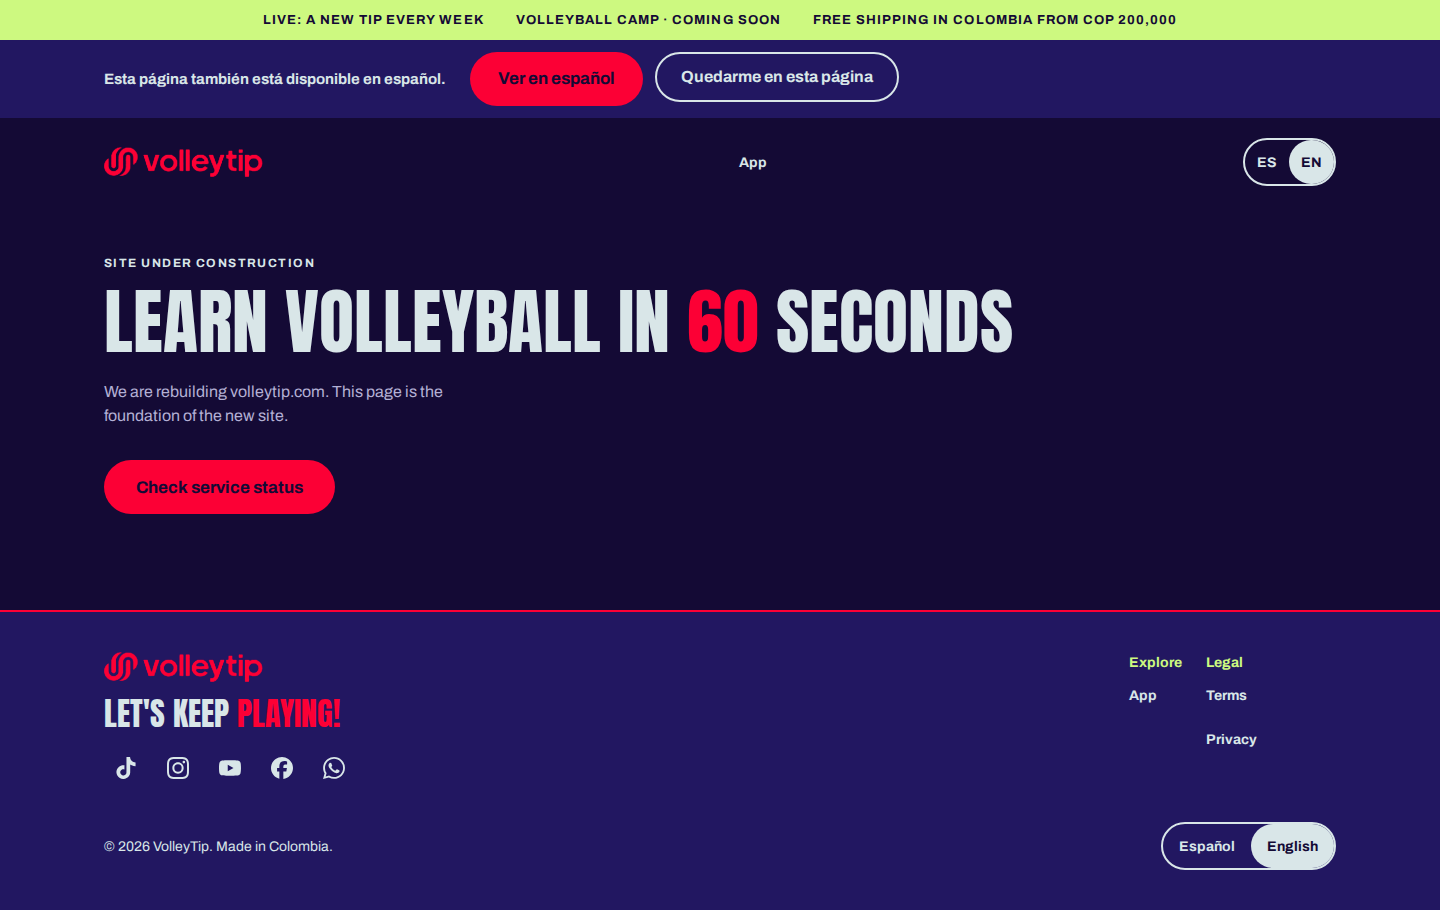 LIVE: A NEW TIP EVERY WEEK VOLLEYBALL CAMP · COMING SOON FREE SHIPPING IN COLOMBIA FROM COP 200,000
Esta página también está disponible en español. Ver en español Quedarme en esta página
volleytip App ES EN
SITE UNDER CONSTRUCTION
LEARN VOLLEYBALL IN 60 SECONDS
We are rebuilding volleytip.com. This page is the
foundation of the new site.
Check service status
volleytip
LET'S KEEP PLAYING!
Explore Legal
App Terms
Privacy
© 2026 VolleyTip. Made in Colombia. Español English